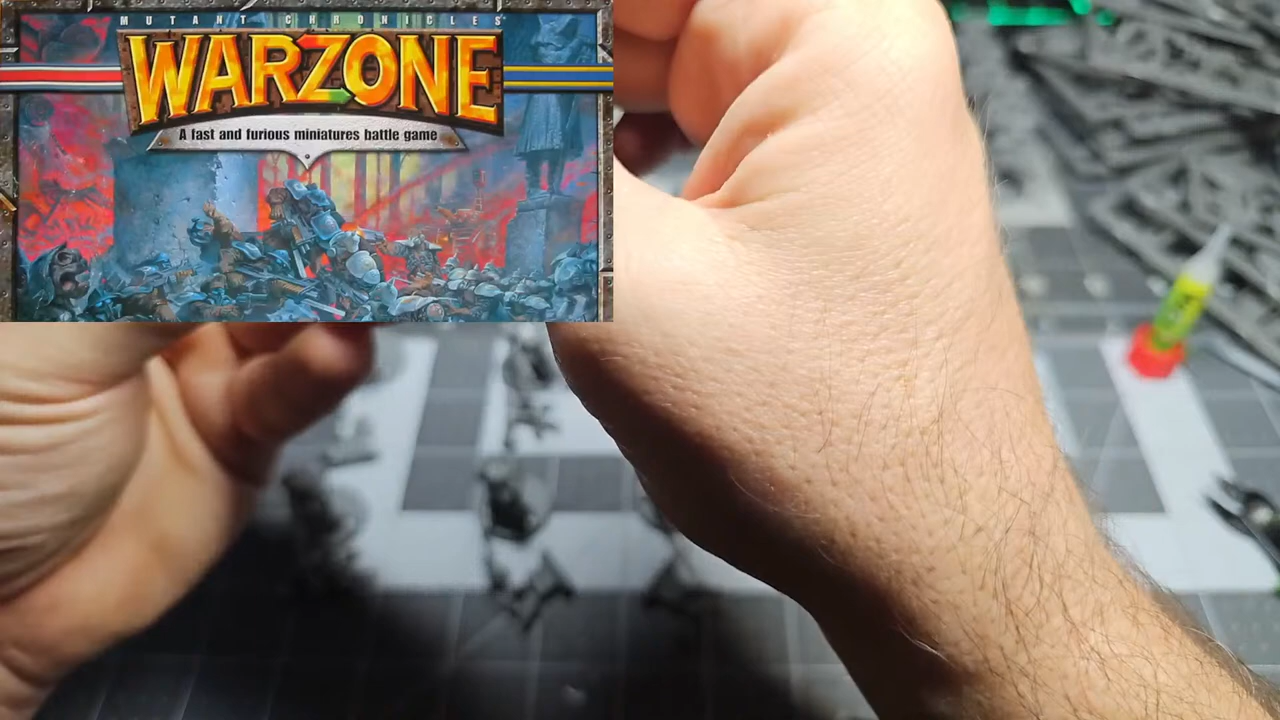 MUTANT CHRONICLES
WARZONE
A fast and furious miniatures battle game